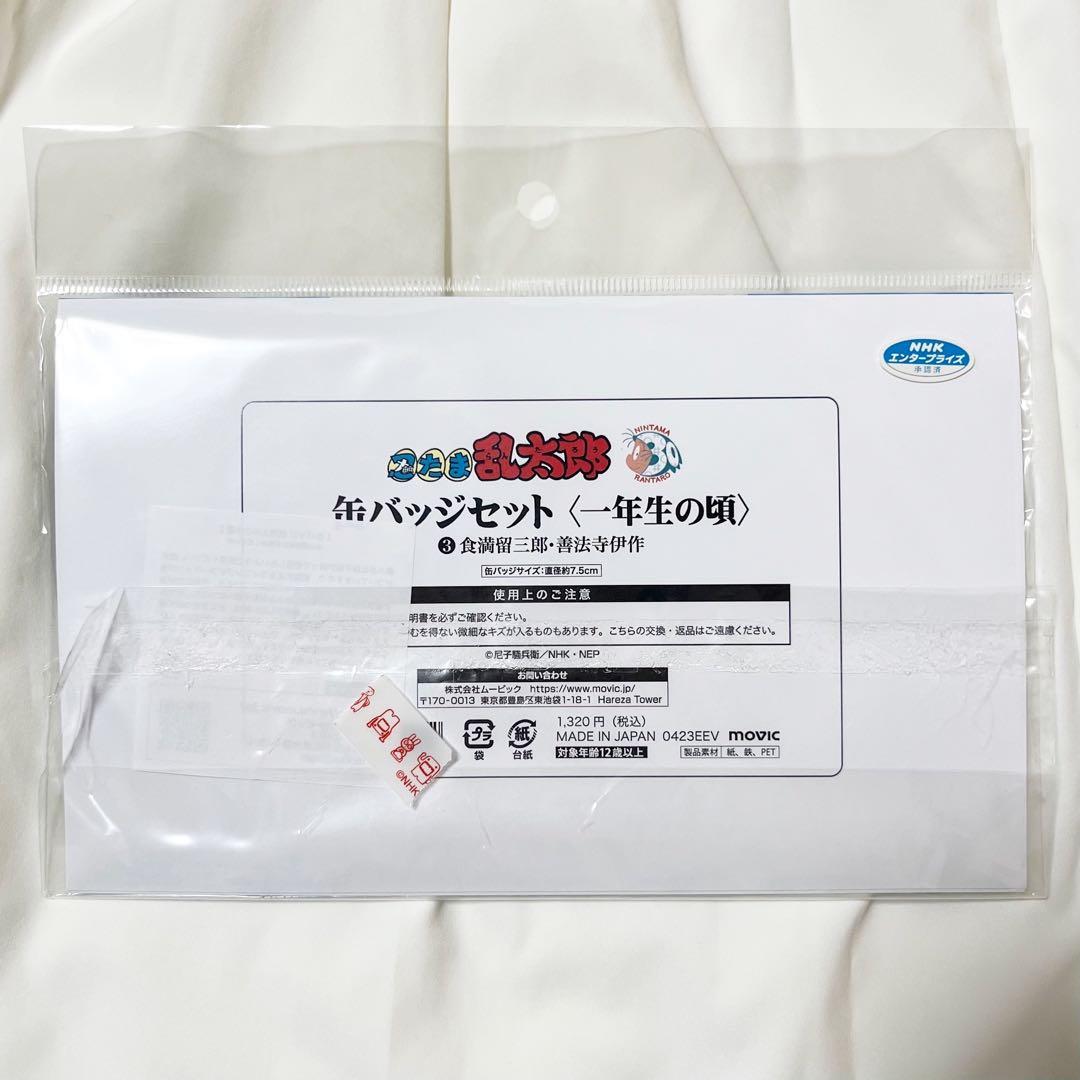 NHK
エンタープライズ
承認済
忍たま乱太郎
NINTAMA
30
RANTARO
缶バッジセット〈一年生の頃〉
❸食満留三郎・善法寺伊作
缶バッジサイズ:直径約7.5cm
使用上のご注意
明書を必ずご確認ください。
むを得ない微細なキズが入るものもあります。こちらの交換・返品はご遠慮ください。
©尼子騒兵衛/NHK・NEP
お問い合わせ
株式会社ムービック https://www.movic.jp/
〒170-0013 東京都豊島区東池袋1-18-1 Hareza Tower
プラ
袋
紙
台紙
1,320円(税込)
MADE IN JAPAN 0423EEV movic
対象年齢12歳以上
製品素材 紙、鉄、PET
©NHK